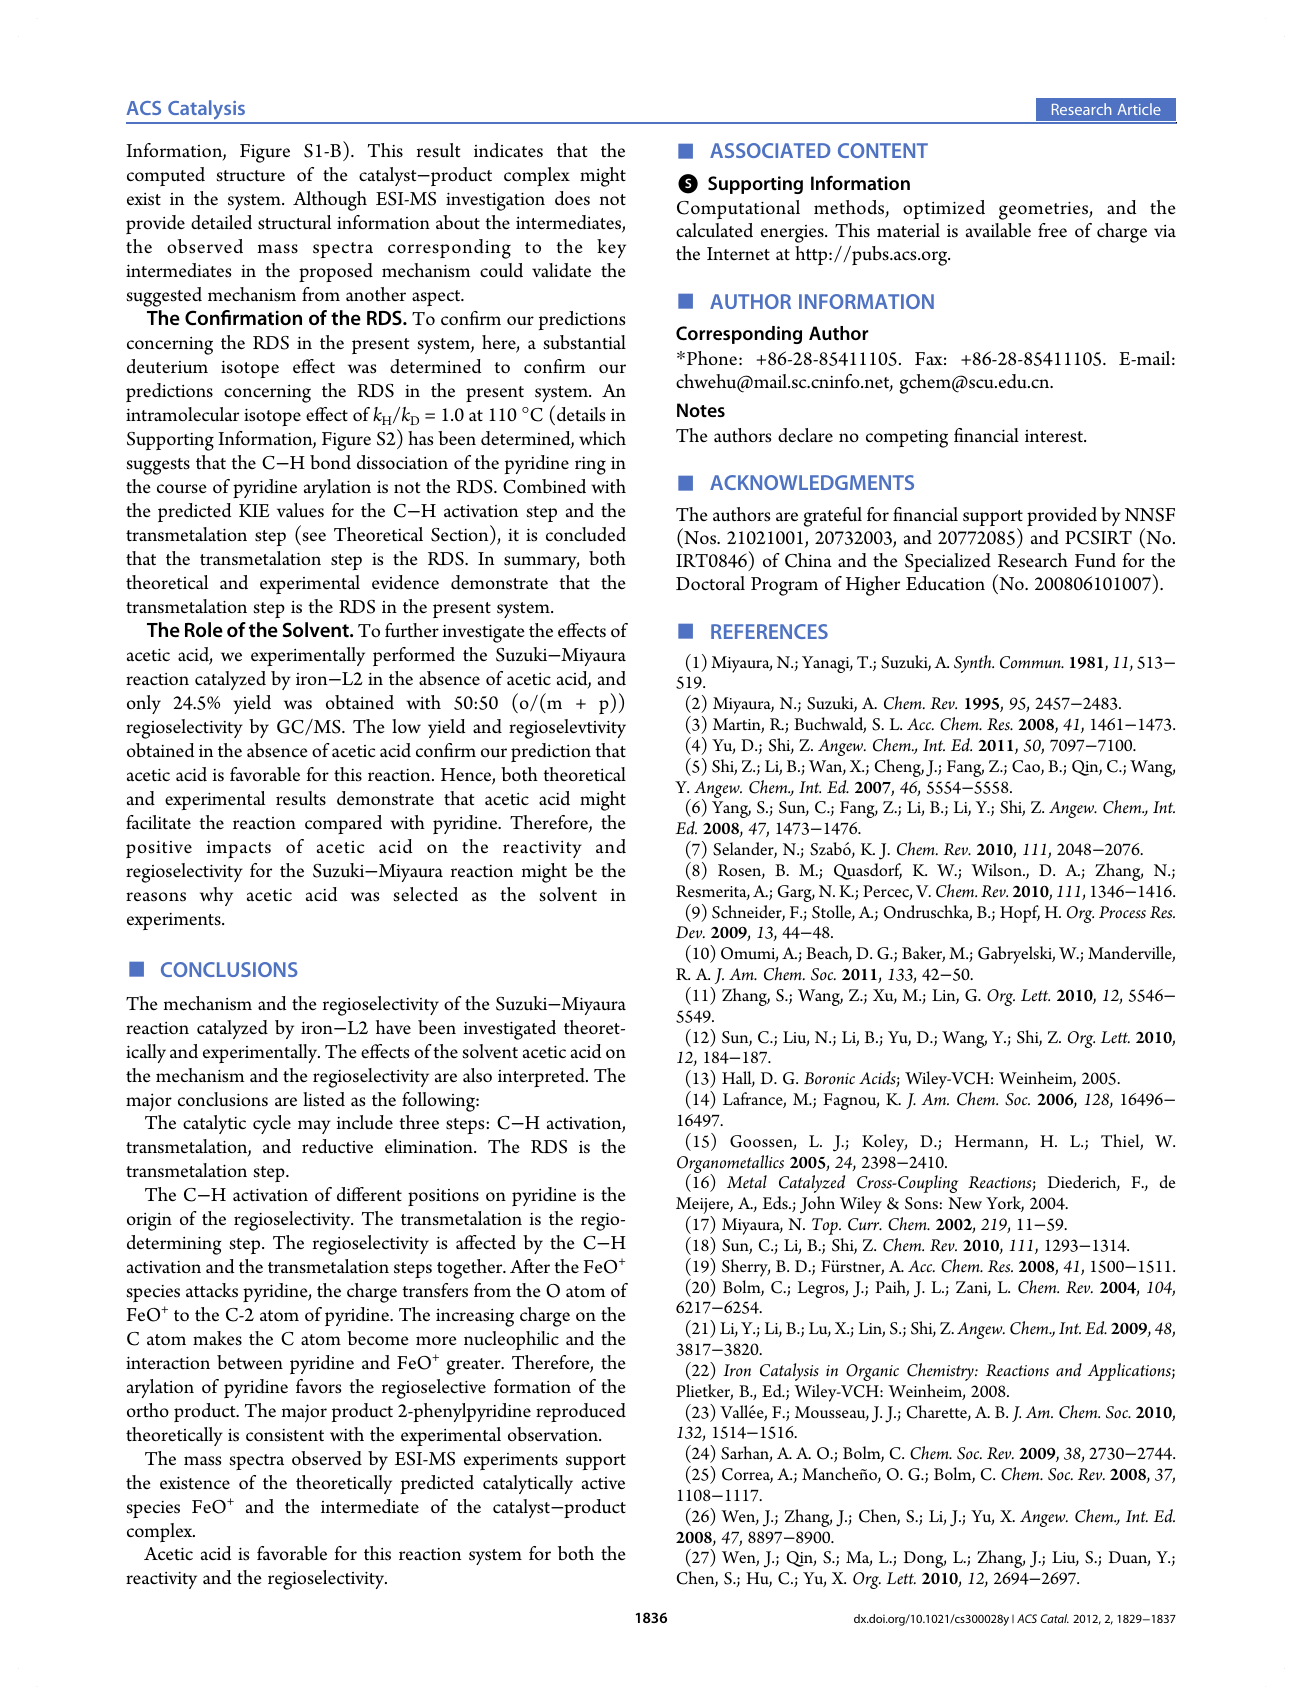 ACS Catalysis
Research Article
Information, Figure S1-B). This result indicates that the
computed structure of the catalyst−product complex might
exist in the system. Although ESI-MS investigation does not
provide detailed structural information about the intermediates,
the observed mass spectra corresponding to the key
intermediates in the proposed mechanism could validate the
suggested mechanism from another aspect.
The Confirmation of the RDS. To confirm our predictions
concerning the RDS in the present system, here, a substantial
deuterium isotope effect was determined to confirm our
predictions concerning the RDS in the present system. An
intramolecular isotope effect of kH/kD = 1.0 at 110 °C (details in
Supporting Information, Figure S2) has been determined, which
suggests that the C−H bond dissociation of the pyridine ring in
the course of pyridine arylation is not the RDS. Combined with
the predicted KIE values for the C−H activation step and the
transmetalation step (see Theoretical Section), it is concluded
that the transmetalation step is the RDS. In summary, both
theoretical and experimental evidence demonstrate that the
transmetalation step is the RDS in the present system.
The Role of the Solvent. To further investigate the effects of
acetic acid, we experimentally performed the Suzuki−Miyaura
reaction catalyzed by iron−L2 in the absence of acetic acid, and
only 24.5% yield was obtained with 50:50 (o/(m + p))
regioselectivity by GC/MS. The low yield and regioselevtivity
obtained in the absence of acetic acid confirm our prediction that
acetic acid is favorable for this reaction. Hence, both theoretical
and experimental results demonstrate that acetic acid might
facilitate the reaction compared with pyridine. Therefore, the
positive impacts of acetic acid on the reactivity and
regioselectivity for the Suzuki−Miyaura reaction might be the
reasons why acetic acid was selected as the solvent in
experiments.
■ CONCLUSIONS
The mechanism and the regioselectivity of the Suzuki−Miyaura
reaction catalyzed by iron−L2 have been investigated theoret-
ically and experimentally. The effects of the solvent acetic acid on
the mechanism and the regioselectivity are also interpreted. The
major conclusions are listed as the following:
The catalytic cycle may include three steps: C−H activation,
transmetalation, and reductive elimination. The RDS is the
transmetalation step.
The C−H activation of different positions on pyridine is the
origin of the regioselectivity. The transmetalation is the regio-
determining step. The regioselectivity is affected by the C−H
activation and the transmetalation steps together. After the FeO+
species attacks pyridine, the charge transfers from the O atom of
FeO+ to the C-2 atom of pyridine. The increasing charge on the
C atom makes the C atom become more nucleophilic and the
interaction between pyridine and FeO+ greater. Therefore, the
arylation of pyridine favors the regioselective formation of the
ortho product. The major product 2-phenylpyridine reproduced
theoretically is consistent with the experimental observation.
The mass spectra observed by ESI-MS experiments support
the existence of the theoretically predicted catalytically active
species FeO+ and the intermediate of the catalyst−product
complex.
Acetic acid is favorable for this reaction system for both the
reactivity and the regioselectivity.
■ ASSOCIATED CONTENT
S Supporting Information
Computational methods, optimized geometries, and the
calculated energies. This material is available free of charge via
the Internet at http://pubs.acs.org.
■ AUTHOR INFORMATION
Corresponding Author
*Phone: +86-28-85411105. Fax: +86-28-85411105. E-mail:
chwehu@mail.sc.cninfo.net, gchem@scu.edu.cn.
Notes
The authors declare no competing financial interest.
■ ACKNOWLEDGMENTS
The authors are grateful for financial support provided by NNSF
(Nos. 21021001, 20732003, and 20772085) and PCSIRT (No.
IRT0846) of China and the Specialized Research Fund for the
Doctoral Program of Higher Education (No. 200806101007).
■ REFERENCES
(1) Miyaura, N.; Yanagi, T.; Suzuki, A. Synth. Commun. 1981, 11, 513−
519.
(2) Miyaura, N.; Suzuki, A. Chem. Rev. 1995, 95, 2457−2483.
(3) Martin, R.; Buchwald, S. L. Acc. Chem. Res. 2008, 41, 1461−1473.
(4) Yu, D.; Shi, Z. Angew. Chem., Int. Ed. 2011, 50, 7097−7100.
(5) Shi, Z.; Li, B.; Wan, X.; Cheng, J.; Fang, Z.; Cao, B.; Qin, C.; Wang,
Y. Angew. Chem., Int. Ed. 2007, 46, 5554−5558.
(6) Yang, S.; Sun, C.; Fang, Z.; Li, B.; Li, Y.; Shi, Z. Angew. Chem., Int.
Ed. 2008, 47, 1473−1476.
(7) Selander, N.; Szabó, K. J. Chem. Rev. 2010, 111, 2048−2076.
(8) Rosen, B. M.; Quasdorf, K. W.; Wilson., D. A.; Zhang, N.;
Resmerita, A.; Garg, N. K.; Percec, V. Chem. Rev. 2010, 111, 1346−1416.
(9) Schneider, F.; Stolle, A.; Ondruschka, B.; Hopf, H. Org. Process Res.
Dev. 2009, 13, 44−48.
(10) Omumi, A.; Beach, D. G.; Baker, M.; Gabryelski, W.; Manderville,
R. A. J. Am. Chem. Soc. 2011, 133, 42−50.
(11) Zhang, S.; Wang, Z.; Xu, M.; Lin, G. Org. Lett. 2010, 12, 5546−
5549.
(12) Sun, C.; Liu, N.; Li, B.; Yu, D.; Wang, Y.; Shi, Z. Org. Lett. 2010,
12, 184−187.
(13) Hall, D. G. Boronic Acids; Wiley-VCH: Weinheim, 2005.
(14) Lafrance, M.; Fagnou, K. J. Am. Chem. Soc. 2006, 128, 16496−
16497.
(15) Goossen, L. J.; Koley, D.; Hermann, H. L.; Thiel, W.
Organometallics 2005, 24, 2398−2410.
(16) Metal Catalyzed Cross-Coupling Reactions; Diederich, F., de
Meijere, A., Eds.; John Wiley & Sons: New York, 2004.
(17) Miyaura, N. Top. Curr. Chem. 2002, 219, 11−59.
(18) Sun, C.; Li, B.; Shi, Z. Chem. Rev. 2010, 111, 1293−1314.
(19) Sherry, B. D.; Fürstner, A. Acc. Chem. Res. 2008, 41, 1500−1511.
(20) Bolm, C.; Legros, J.; Paih, J. L.; Zani, L. Chem. Rev. 2004, 104,
6217−6254.
(21) Li, Y.; Li, B.; Lu, X.; Lin, S.; Shi, Z. Angew. Chem., Int. Ed. 2009, 48,
3817−3820.
(22) Iron Catalysis in Organic Chemistry: Reactions and Applications;
Plietker, B., Ed.; Wiley-VCH: Weinheim, 2008.
(23) Vallée, F.; Mousseau, J. J.; Charette, A. B. J. Am. Chem. Soc. 2010,
132, 1514−1516.
(24) Sarhan, A. A. O.; Bolm, C. Chem. Soc. Rev. 2009, 38, 2730−2744.
(25) Correa, A.; Mancheño, O. G.; Bolm, C. Chem. Soc. Rev. 2008, 37,
1108−1117.
(26) Wen, J.; Zhang, J.; Chen, S.; Li, J.; Yu, X. Angew. Chem., Int. Ed.
2008, 47, 8897−8900.
(27) Wen, J.; Qin, S.; Ma, L.; Dong, L.; Zhang, J.; Liu, S.; Duan, Y.;
Chen, S.; Hu, C.; Yu, X. Org. Lett. 2010, 12, 2694−2697.
1836
dx.doi.org/10.1021/cs300028y | ACS Catal. 2012, 2, 1829−1837